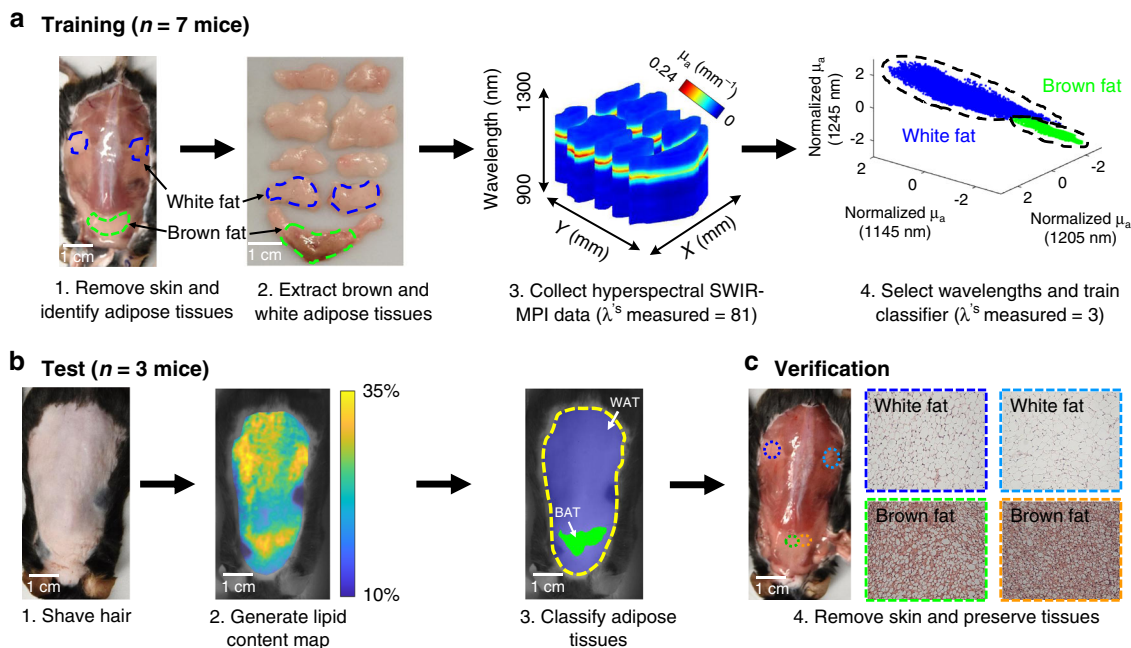 a Training (n = 7 mice)
White fat
Brown fat
1 cm
1 cm
1. Remove skin and
identify adipose tissues
2. Extract brown and
white adipose tissues
Wavelength (nm)
1300
900
μa (mm⁻¹)
0.24
0
Y (mm)
X (mm)
3. Collect hyperspectral SWIR-
MPI data (λ's measured = 81)
Normalized μa
(1245 nm)
2
0
-2
Brown fat
White fat
2
0
-2
Normalized μa
(1145 nm)
2
0
-2
Normalized μa
(1205 nm)
4. Select wavelengths and train
classifier (λ's measured = 3)
b Test (n = 3 mice)
1 cm
1. Shave hair
35%
10%
1 cm
2. Generate lipid
content map
WAT
BAT
1 cm
3. Classify adipose
tissues
c Verification
1 cm
White fat
White fat
Brown fat
Brown fat
4. Remove skin and preserve tissues